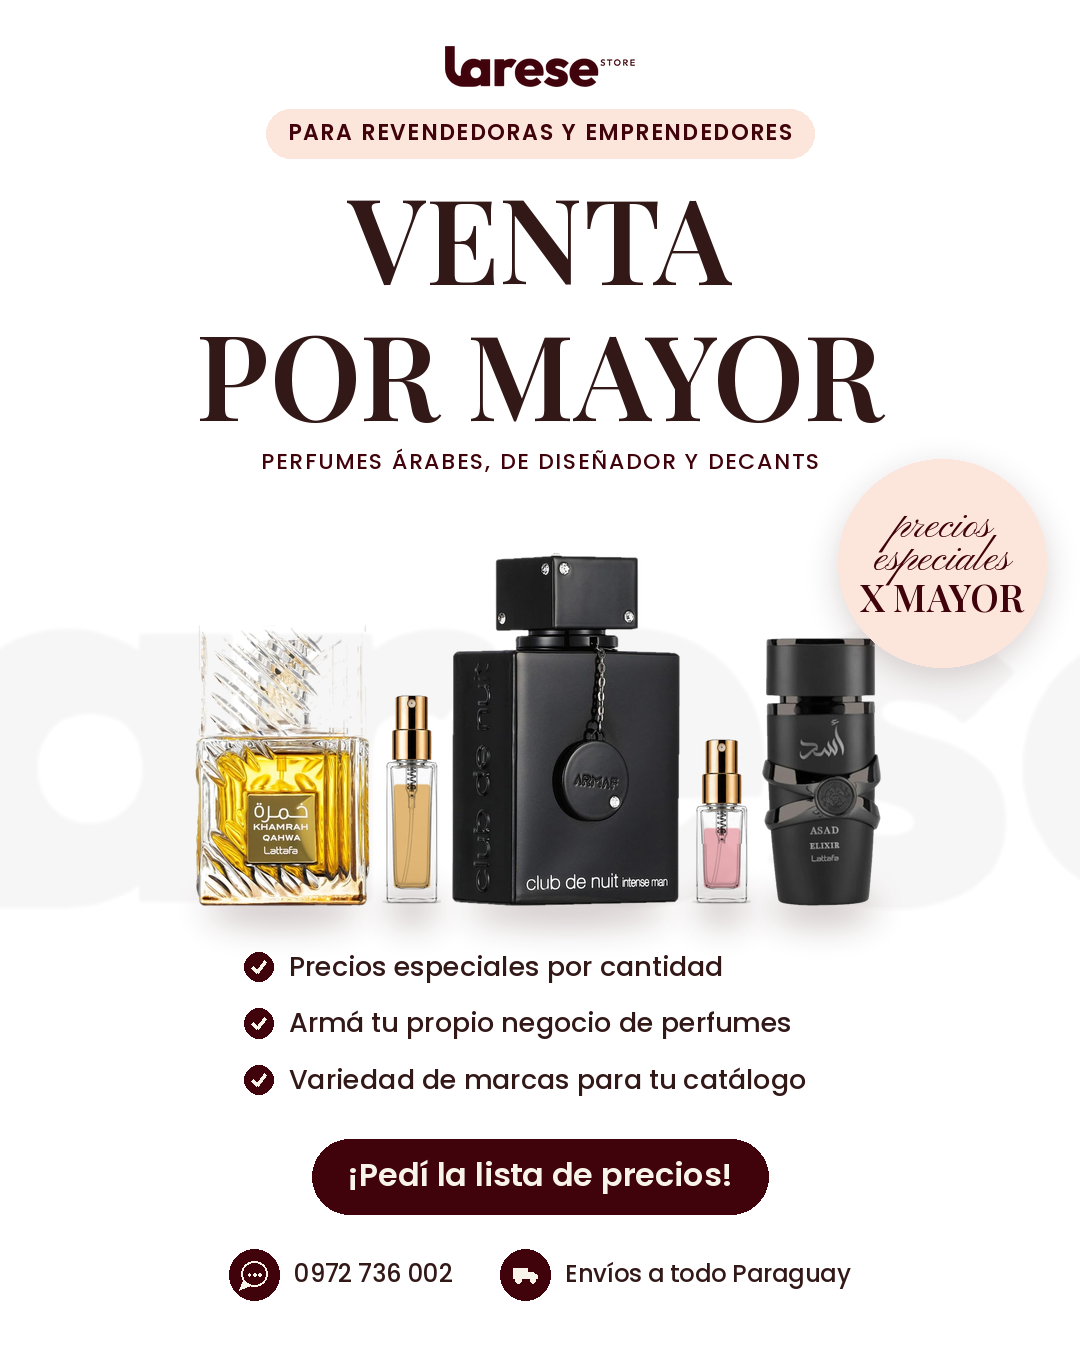 larese STORE
PARA REVENDEDORAS Y EMPRENDEDORES
VENTA
POR MAYOR
PERFUMES ÁRABES, DE DISEÑADOR Y DECANTS
precios
especiales
X MAYOR
خمرة
KHAMRAH
QAHWA
Lattafa
club de nuit
ARMAF
club de nuit intense man
أسد
ASAD
ELIXIR
Lattafa
Precios especiales por cantidad
Armá tu propio negocio de perfumes
Variedad de marcas para tu catálogo
¡Pedí la lista de precios!
0972 736 002
Envíos a todo Paraguay